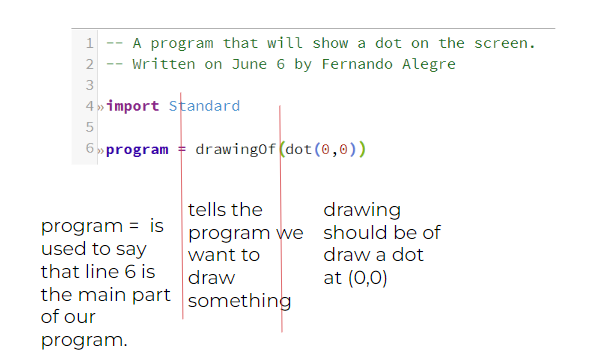 1 -- A program that will show a dot on the screen.
2 -- Written on June 6 by Fernando Alegre
3
4 »import Standard
5
6 »program = drawingOf(dot(0,0))
program = is
used to say
that line 6 is
the main part
of our
program.
tells the
program we
want to
draw
something
drawing
should be of
draw a dot
at (0,0)